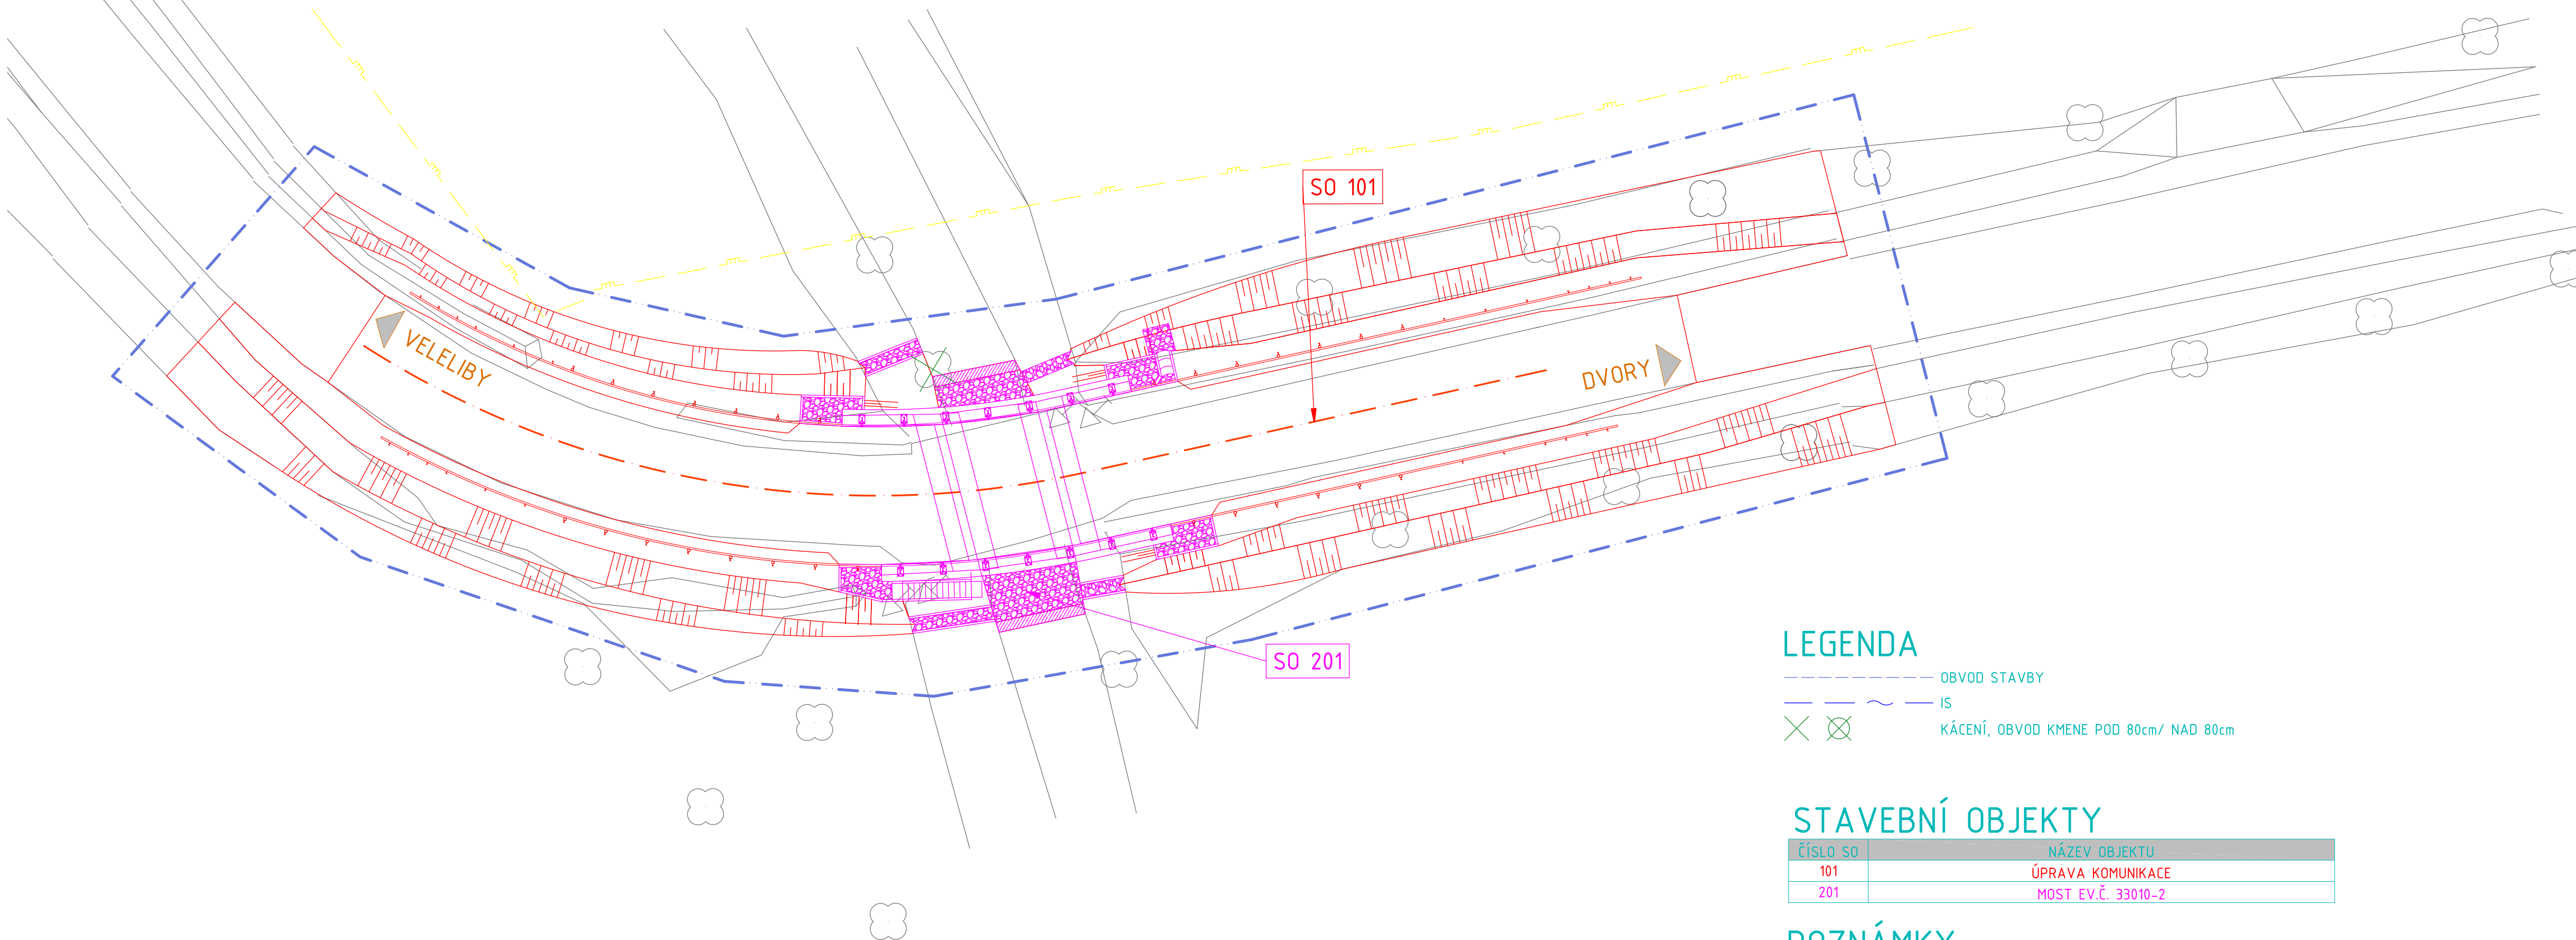 SO 101
VELELIBY
DVORY
SO 201
LEGENDA
OBVOD STAVBY
IS
KÁCENÍ, OBVOD KMENE POD 80cm/ NAD 80cm
STAVEBNÍ OBJEKTY
ČÍSLO SO NÁZEV OBJEKTU
101 ÚPRAVA KOMUNIKACE
201 MOST EV.Č. 33010-2
POZNÁMKY